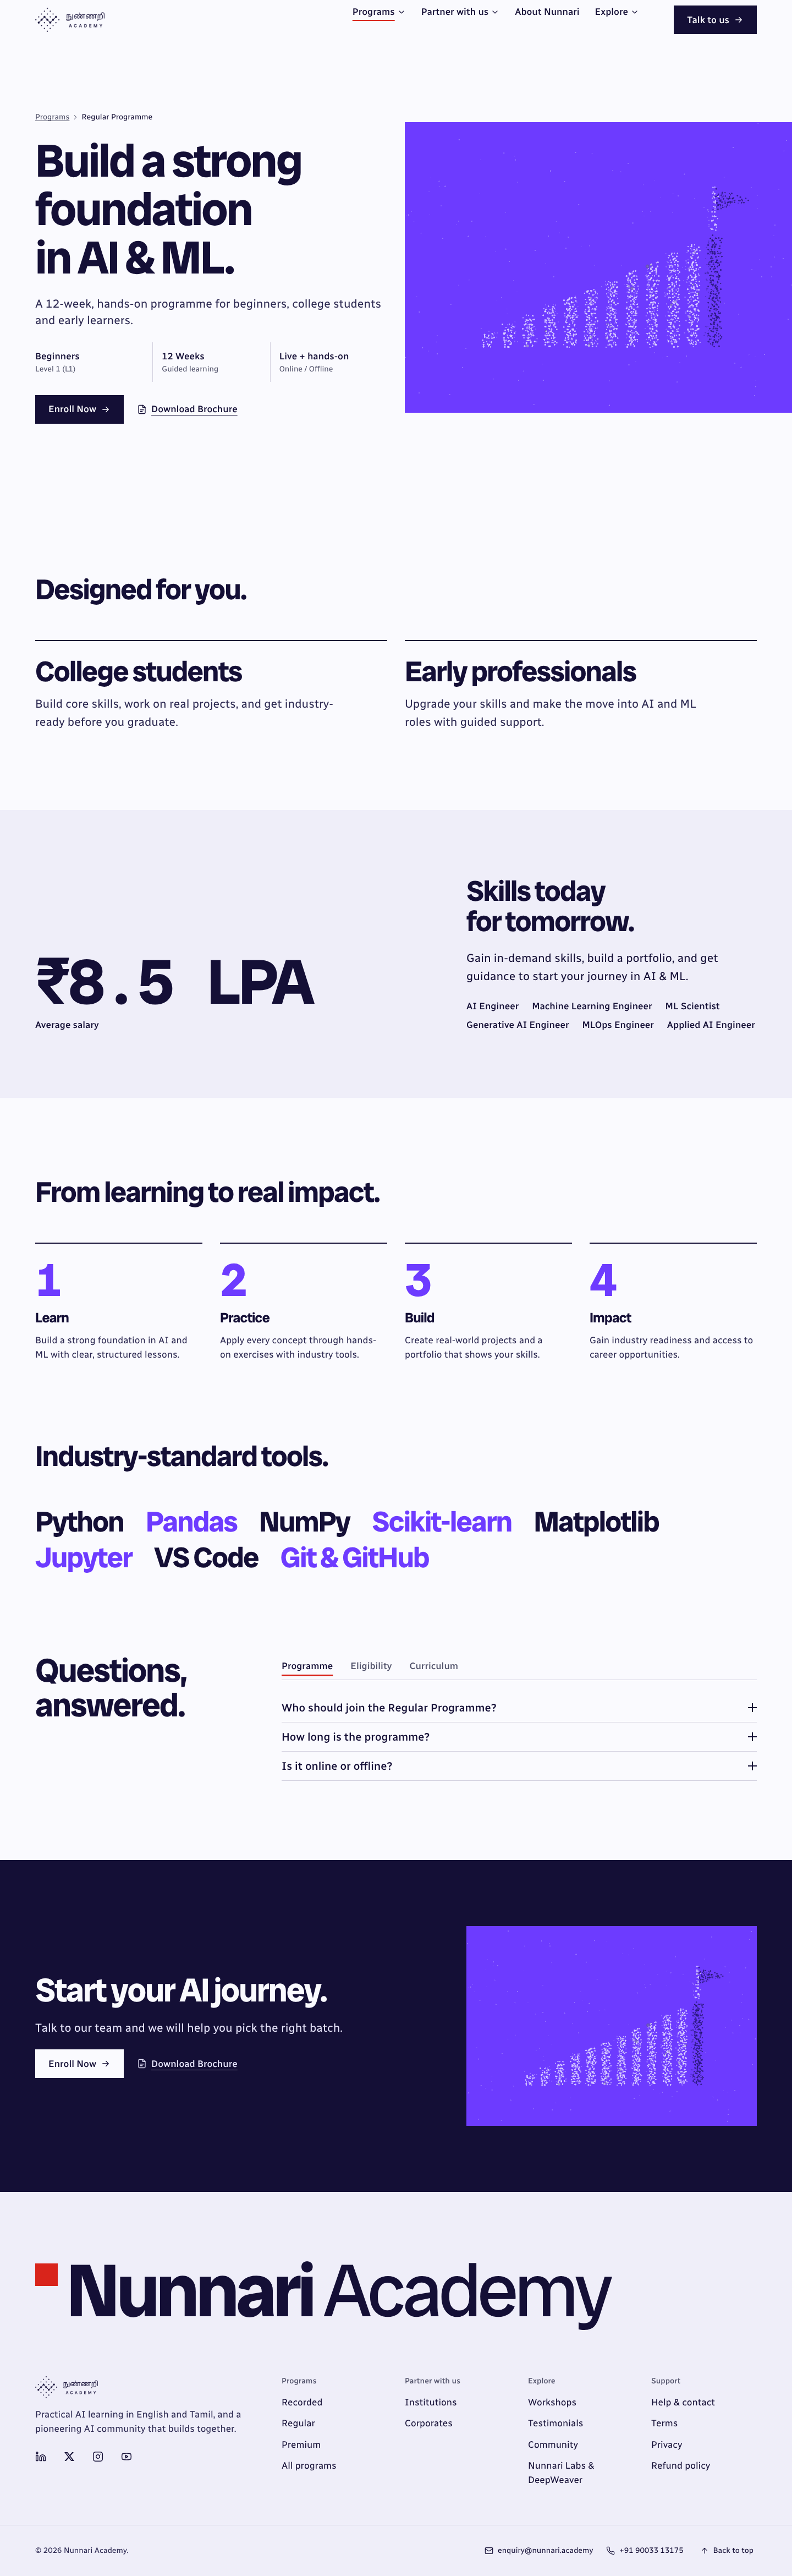 நுண்ணறி
ACADEMY
Programs
Partner with us
About Nunnari
Explore
Talk to us
Programs > Regular Programme
Build a strong
foundation
in AI & ML.
A 12-week, hands-on programme for beginners, college students
and early learners.
Beginners
Level 1 (L1)
12 Weeks
Guided learning
Live + hands-on
Online / Offline
Enroll Now
Download Brochure
Designed for you.
College students
Build core skills, work on real projects, and get industry-
ready before you graduate.
Early professionals
Upgrade your skills and make the move into AI and ML
roles with guided support.
₹8.5 LPA
Average salary
Skills today
for tomorrow.
Gain in-demand skills, build a portfolio, and get
guidance to start your journey in AI & ML.
AI Engineer Machine Learning Engineer ML Scientist
Generative AI Engineer MLOps Engineer Applied AI Engineer
From learning to real impact.
1
Learn
Build a strong foundation in AI and
ML with clear, structured lessons.
2
Practice
Apply every concept through hands-
on exercises with industry tools.
3
Build
Create real-world projects and a
portfolio that shows your skills.
4
Impact
Gain industry readiness and access to
career opportunities.
Industry-standard tools.
Python Pandas NumPy Scikit-learn Matplotlib
Jupyter VS Code Git & GitHub
Questions,
answered.
Programme Eligibility Curriculum
Who should join the Regular Programme?
How long is the programme?
Is it online or offline?
Start your AI journey.
Talk to our team and we will help you pick the right batch.
Enroll Now
Download Brochure
Nunnari Academy
நுண்ணறி
ACADEMY
Practical AI learning in English and Tamil, and a
pioneering AI community that builds together.
Programs
Recorded
Regular
Premium
All programs
Partner with us
Institutions
Corporates
Explore
Workshops
Testimonials
Community
Nunnari Labs &
DeepWeaver
Support
Help & contact
Terms
Privacy
Refund policy
© 2026 Nunnari Academy.
enquiry@nunnari.academy
+91 90033 13175
Back to top